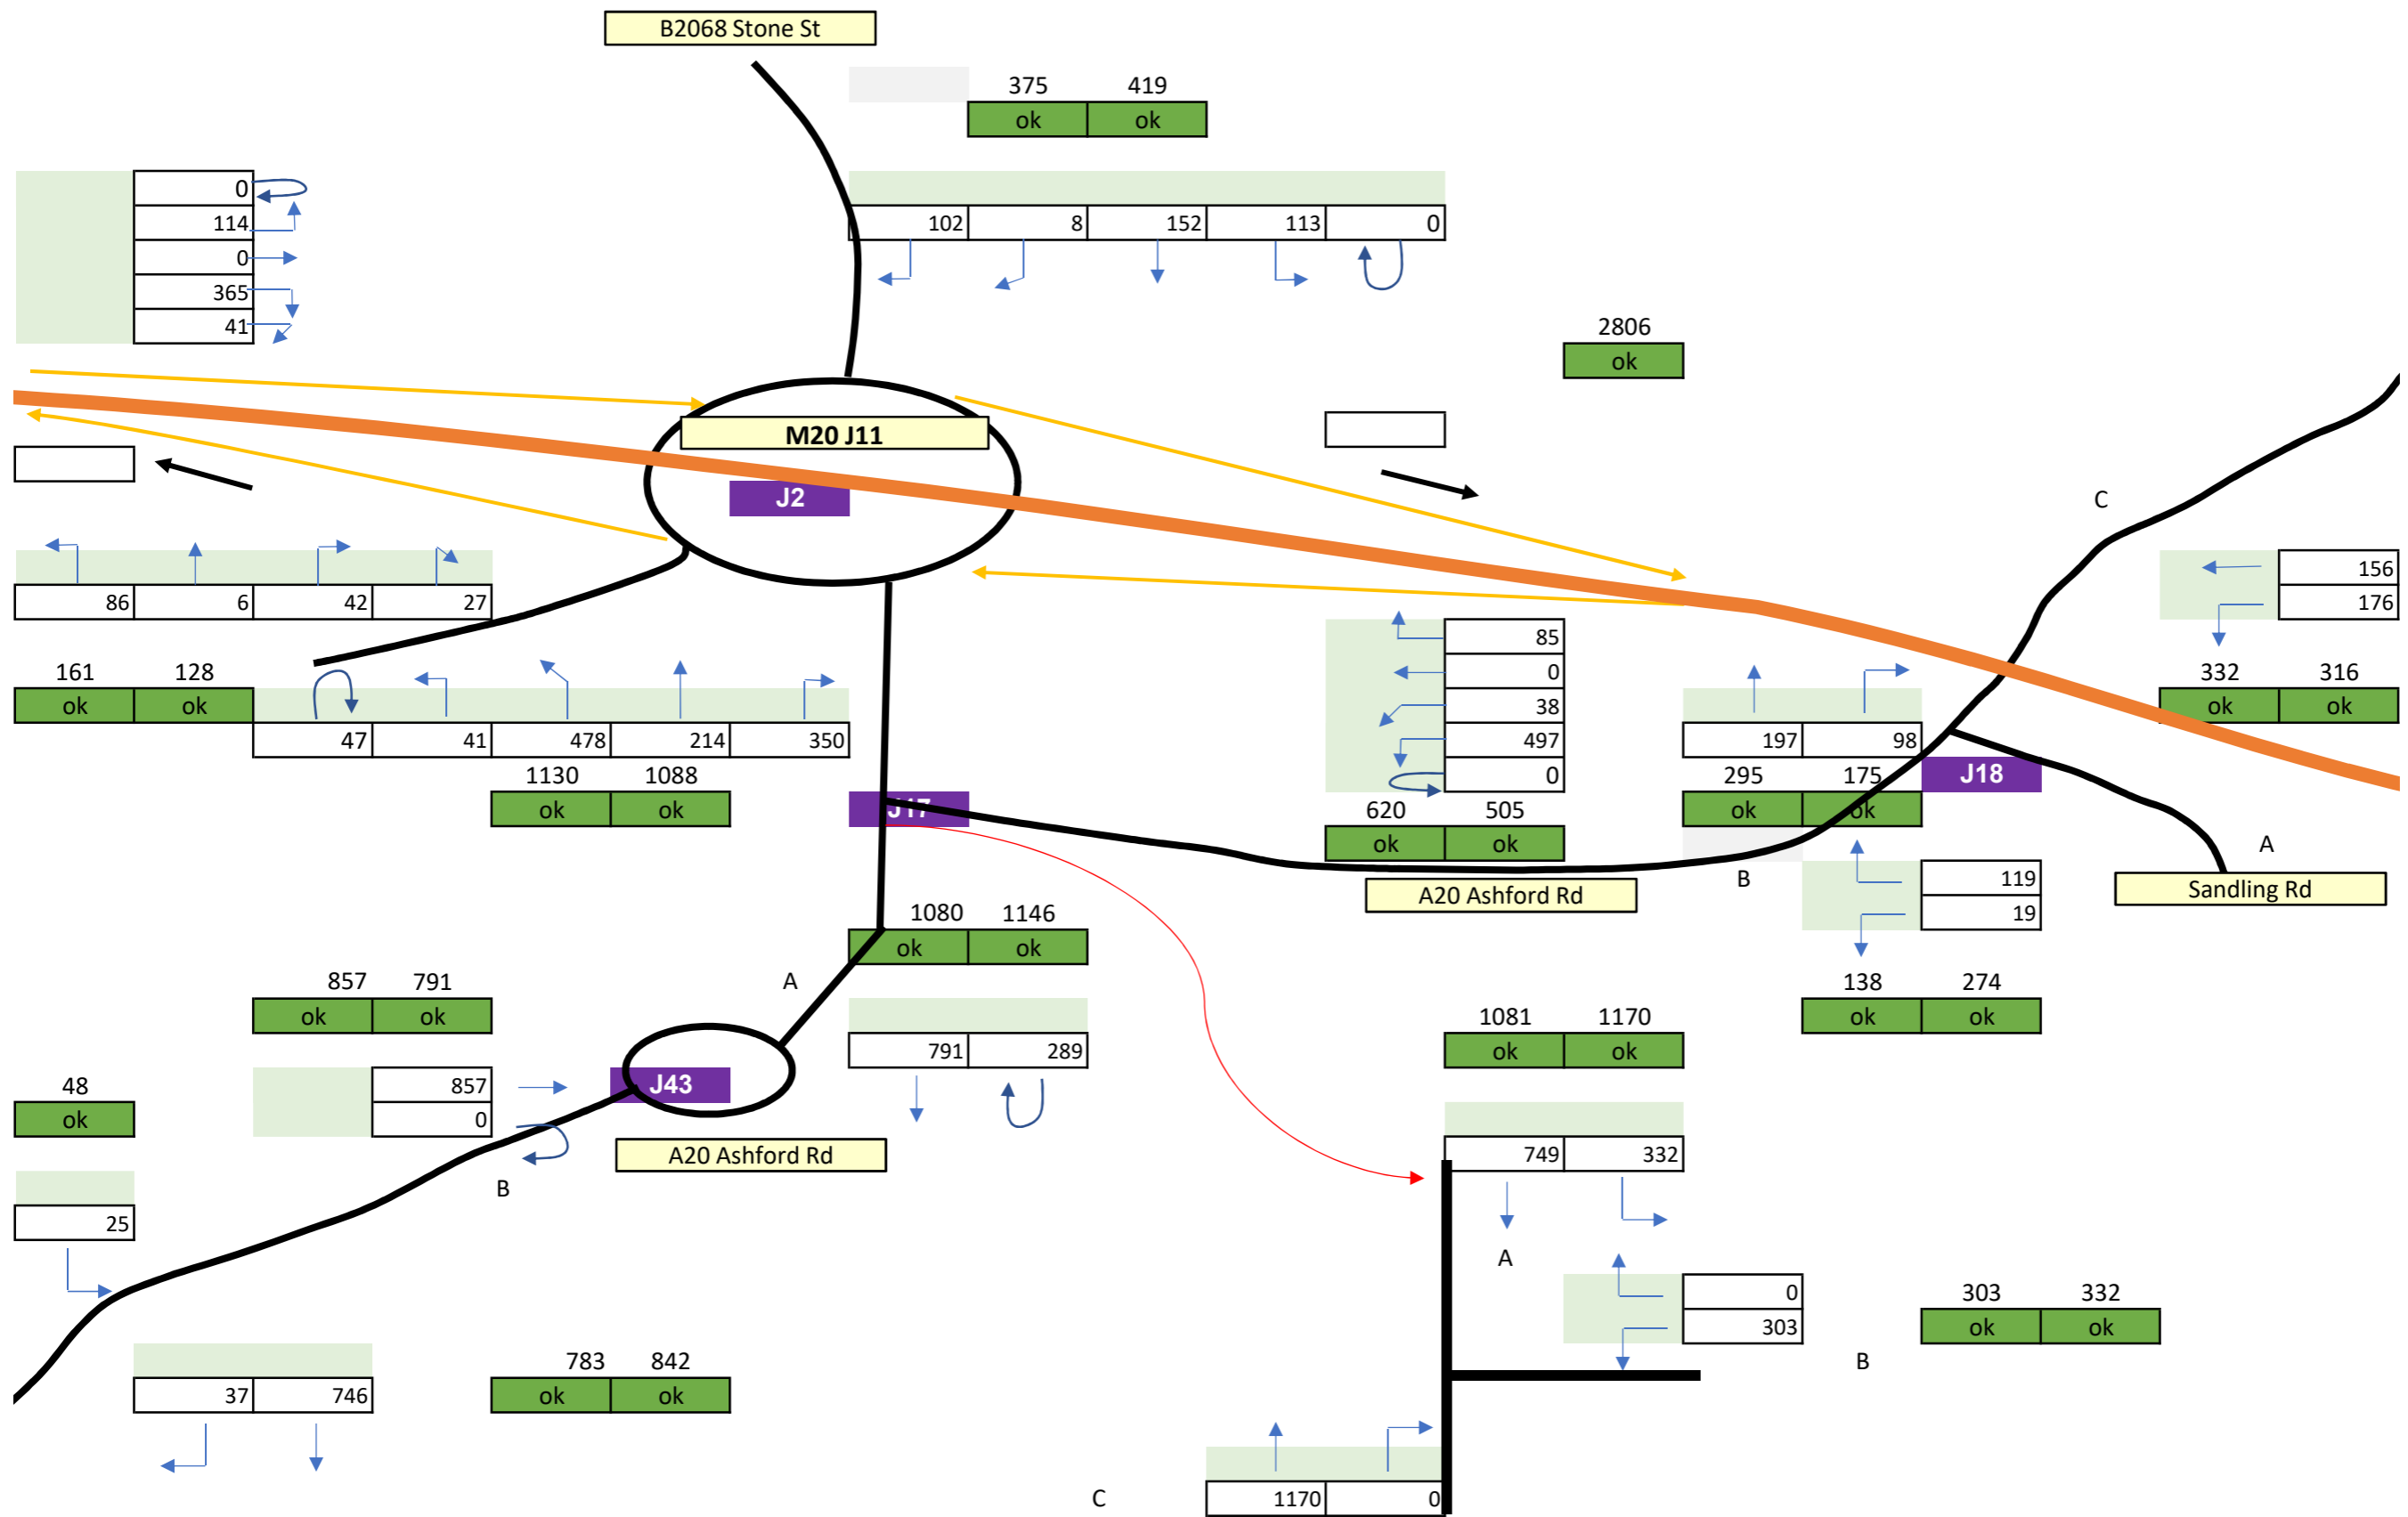 B2068 Stone St
375 419
ok ok
0
114
0
365
41
102 8 152 113 0
2806
ok
M20 J11
J2
C
86 6 42 27
156
176
161 128
ok ok
47 41 478 214 350
1130 1088
ok ok
85
0
38
497
0
620 505
ok ok
332 316
ok ok
197 98
295 175
ok ok
J18
J17
A20 Ashford Rd
B
A
Sandling Rd
119
19
138 274
ok ok
1080 1146
ok ok
A
857 791
ok ok
791 289
48
ok
857
0
J43
A20 Ashford Rd
B
25
1081 1170
ok ok
749 332
A
0
303
303 332
ok ok
B
37 746
783 842
ok ok
C
1170 0